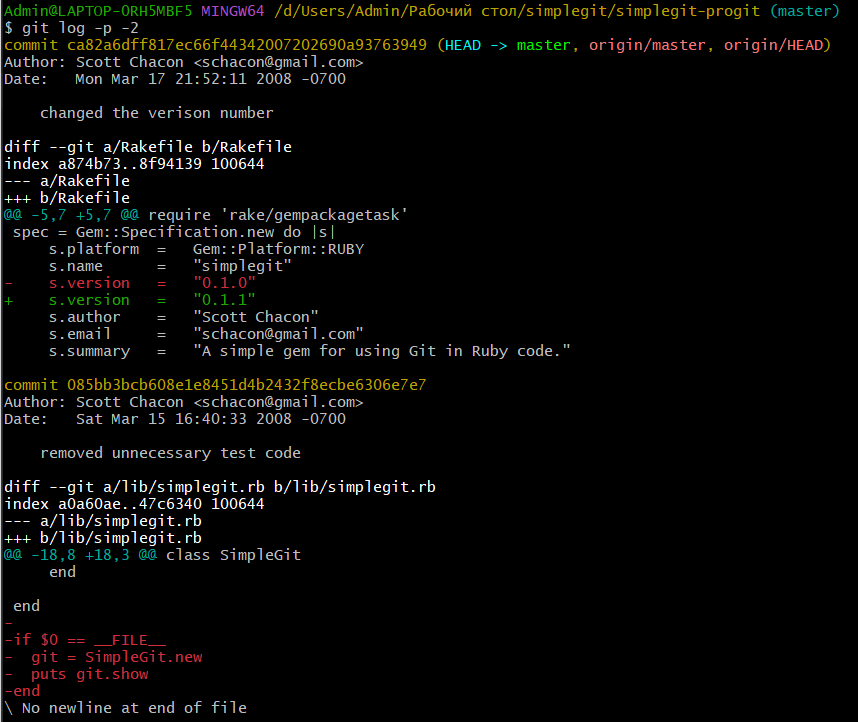 Admin@LAPTOP-ORH5MBF5 MINGW64 /d/Users/Admin/Рабочий стол/simplegit/simplegit-progit (master)
$ git log -p -2
commit ca82a6dff817ec66f44342007202690a93763949 (HEAD -> master, origin/master, origin/HEAD)
Author: Scott Chacon <schacon@gmail.com>
Date:   Mon Mar 17 21:52:11 2008 -0700

    changed the verison number

diff --git a/Rakefile b/Rakefile
index a874b73..8f94139 100644
--- a/Rakefile
+++ b/Rakefile
@@ -5,7 +5,7 @@ require 'rake/gempackagetask'
 spec = Gem::Specification.new do |s|
     s.platform  =   Gem::Platform::RUBY
     s.name      =   "simplegit"
-    s.version   =   "0.1.0"
+    s.version   =   "0.1.1"
     s.author    =   "Scott Chacon"
     s.email     =   "schacon@gmail.com"
     s.summary   =   "A simple gem for using Git in Ruby code."

commit 085bb3bcb608e1e8451d4b2432f8ecbe6306e7e7
Author: Scott Chacon <schacon@gmail.com>
Date:   Sat Mar 15 16:40:33 2008 -0700

    removed unnecessary test code

diff --git a/lib/simplegit.rb b/lib/simplegit.rb
index a0a60ae..47c6340 100644
--- a/lib/simplegit.rb
+++ b/lib/simplegit.rb
@@ -18,8 +18,3 @@ class SimpleGit
     end

 end
-
-if $0 == __FILE__
-  git = SimpleGit.new
-  puts git.show
-end
\ No newline at end of file